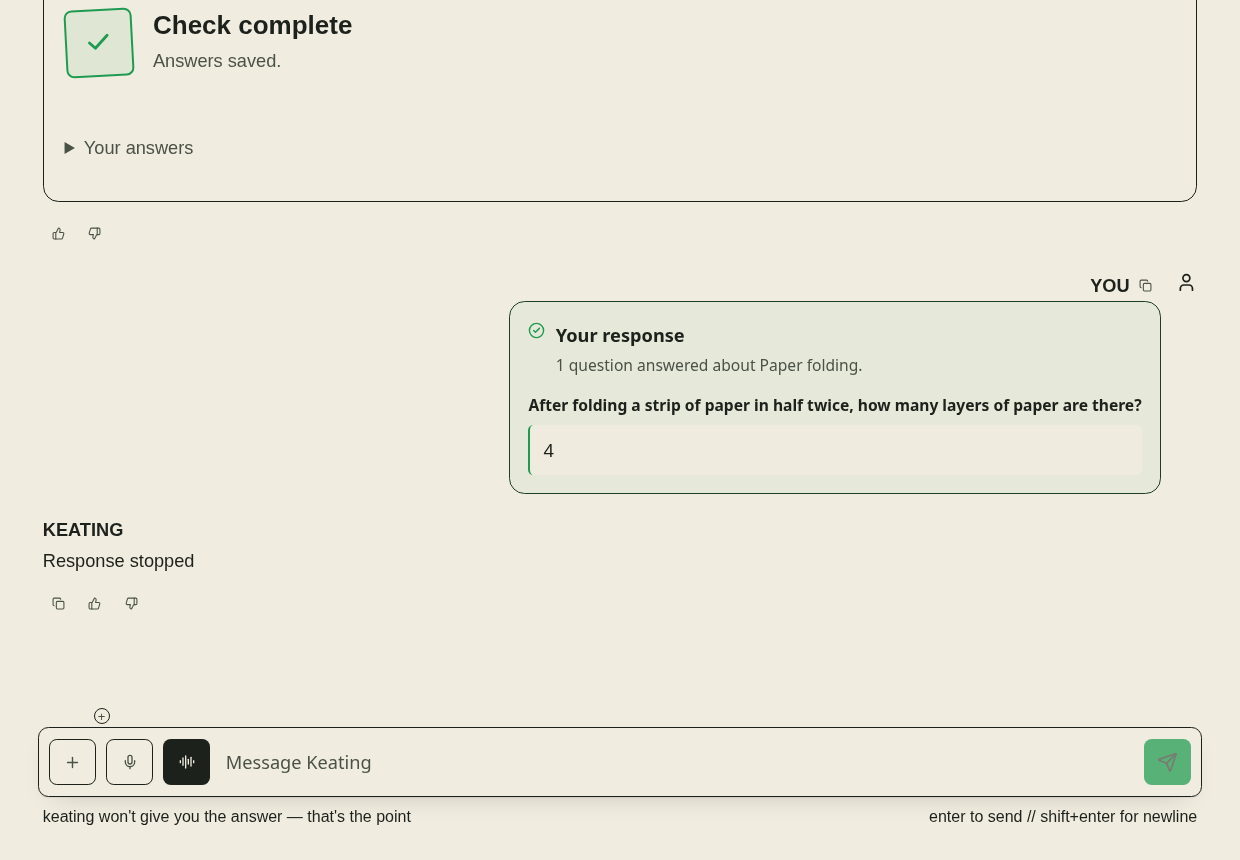 Check complete
Answers saved.
Your answers
YOU
Your response
1 question answered about Paper folding.
After folding a strip of paper in half twice, how many layers of paper are there?
4
KEATING
Response stopped
Message Keating
keating won't give you the answer — that's the point
enter to send // shift+enter for newline